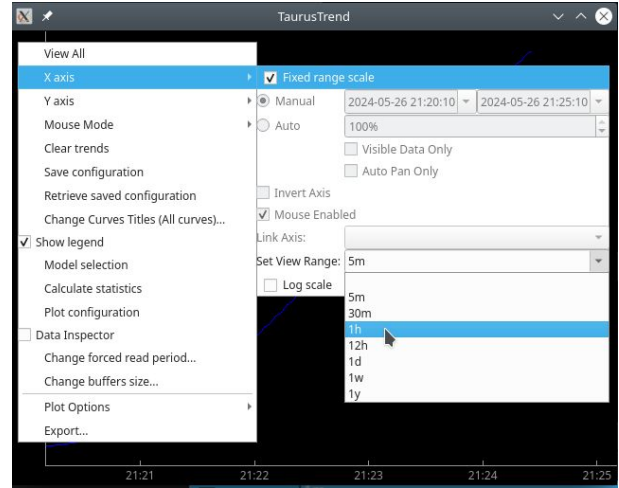 TaurusTrend
View All
X axis
Y axis
Mouse Mode
Clear trends
Save configuration
Retrieve saved configuration
Change Curves Titles (All curves)...
Show legend
Model selection
Calculate statistics
Plot configuration
Data Inspector
Change forced read period...
Change buffers size...
Plot Options
Export...
Fixed range scale
Manual 2024-05-26 21:20:10 2024-05-26 21:25:10
Auto 100%
Visible Data Only
Auto Pan Only
Invert Axis
Mouse Enabled
Link Axis:
Set View Range: 5m
Log scale
5m
30m
1h
12h
1d
1w
1y
21:21 21:22 21:23 21:24 21:25